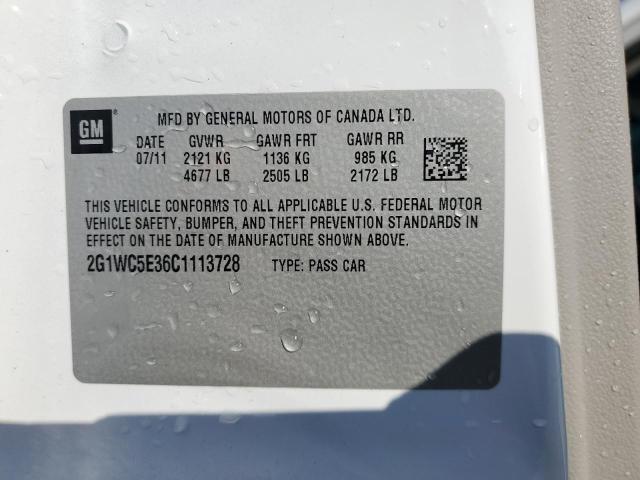 GM
MFD BY GENERAL MOTORS OF CANADA LTD.
DATE GVWR GAWR FRT GAWR RR
07/11 2121 KG 1136 KG 985 KG
4677 LB 2505 LB 2172 LB
THIS VEHICLE CONFORMS TO ALL APPLICABLE U.S. FEDERAL MOTOR
VEHICLE SAFETY, BUMPER, AND THEFT PREVENTION STANDARDS IN
EFFECT ON THE DATE OF MANUFACTURE SHOWN ABOVE.
2G1WC5E36C1113728 TYPE: PASS CAR